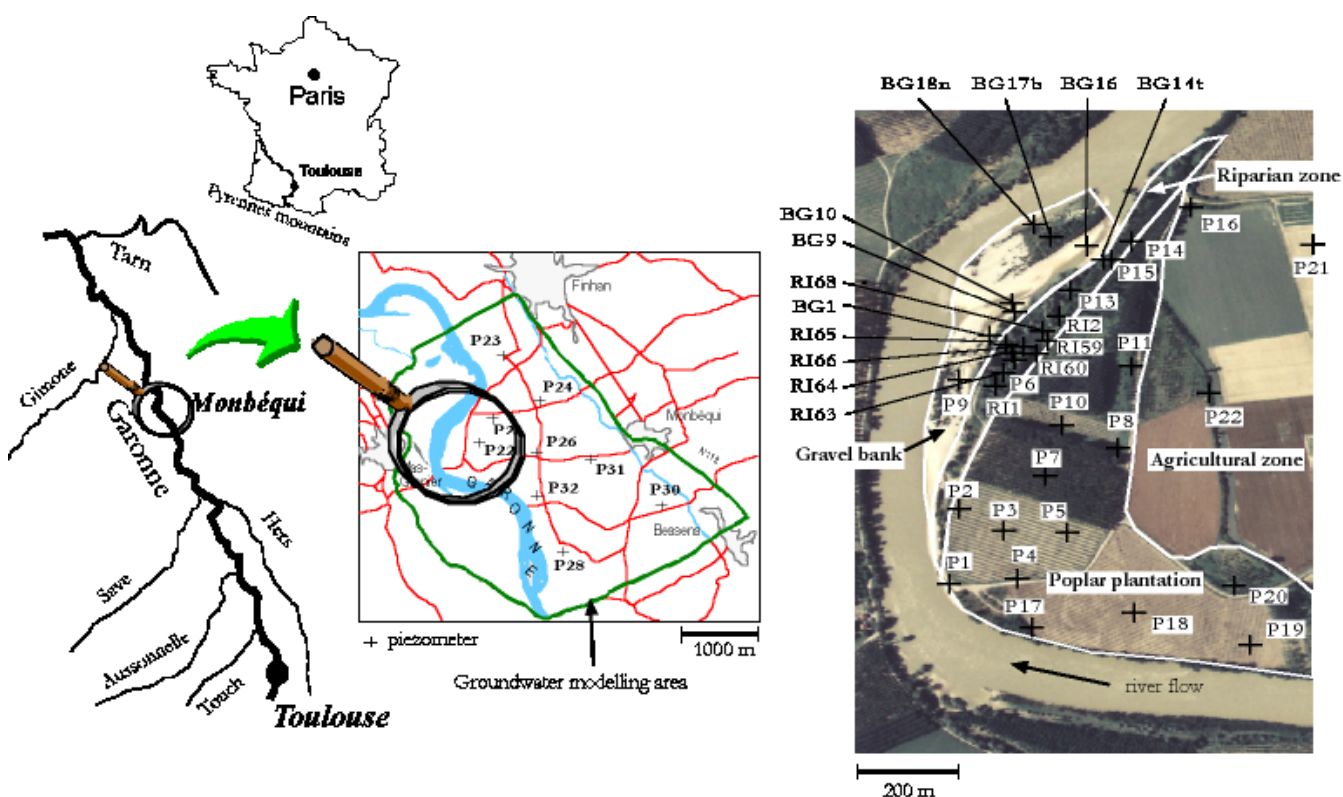 Paris
Toulouse
Pyrennes mountains
Tarn
Gimone
Monbéqui
Garonne
Save
Hers
Aussonnelle
Touch
Toulouse
Finhan
P23
P24
Monbéqui
P22
P26
P31
N113
P32
P30
GARONNE
Bessens
P28
+ piezometer
1000 m
Groundwater modelling area
BG18n BG17b BG16 BG14t
Riparian zone
BG10
BG9
RI68
BG1
RI65
RI66
RI64
RI63
P16
P14
P21
P15
P13
RI2
RI59
P11
RI60
P6
P9
RI1
P10
P8
P22
Gravel bank
Agricultural zone
P7
P2
P3
P5
P1
P4
Poplar plantation
P20
P17
P18
P19
river flow
200 m